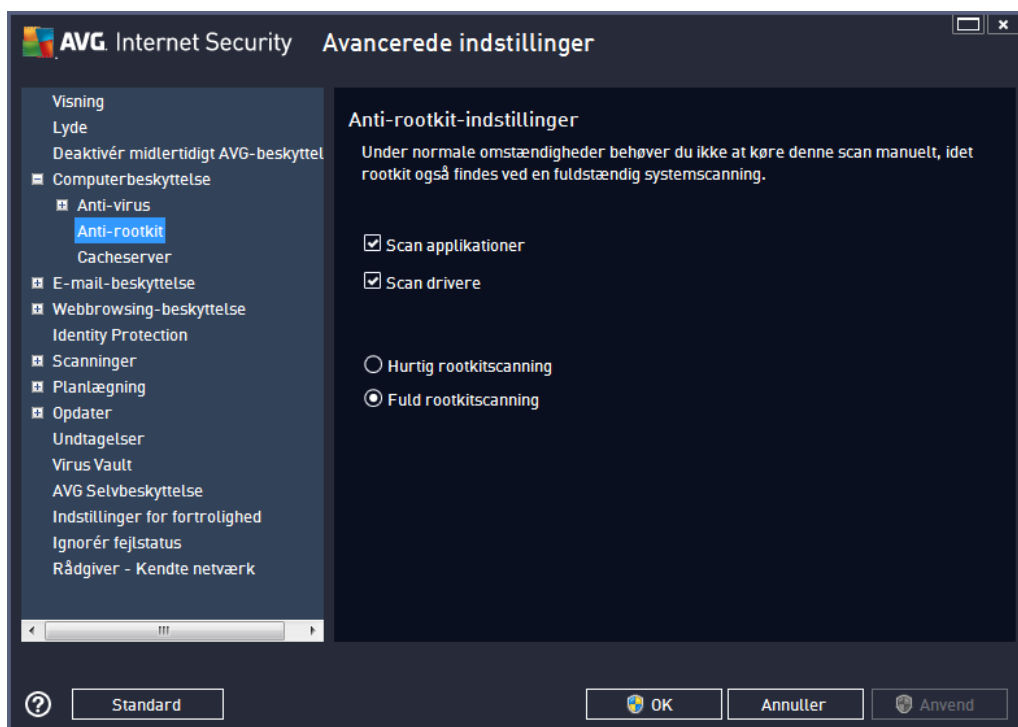 AVG. Internet Security Avancerede indstillinger
Visning
Lyde
Deaktivér midlertidigt AVG-beskyttel
Computerbeskyttelse
Anti-virus
Anti-rootkit
Cacheserver
E-mail-beskyttelse
Webbrowsing-beskyttelse
Identity Protection
Scanninger
Planlægning
Opdater
Undtagelser
Virus Vault
AVG Selvbeskyttelse
Indstillinger for fortrolighed
Ignorér fejlstatus
Rådgiver - Kendte netværk
Anti-rootkit-indstillinger
Under normale omstændigheder behøver du ikke at køre denne scan manuelt, idet
rootkit også findes ved en fuldstændig systemscanning.
Scan applikationer
Scan drivere
Hurtig rootkitscanning
Fuld rootkitscanning
? Standard OK Annuller Anvend